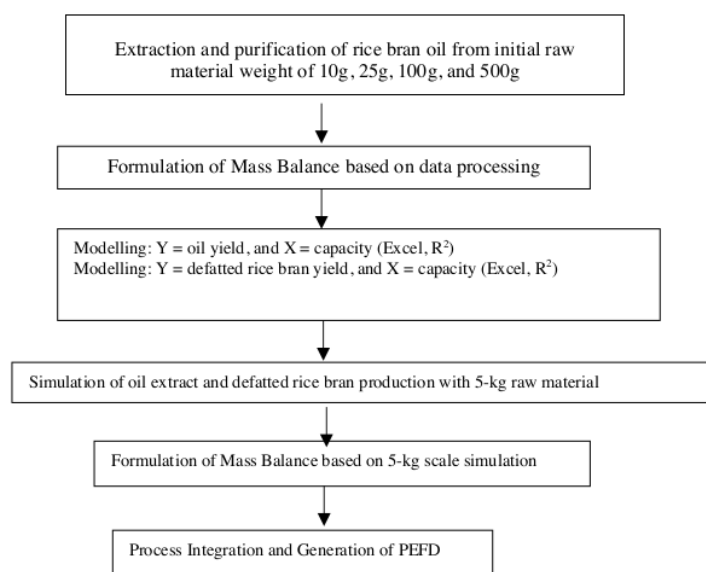 Extraction and purification of rice bran oil from initial raw
material weight of 10g, 25g, 100g, and 500g
Formulation of Mass Balance based on data processing
Modelling: Y = oil yield, and X = capacity (Excel, R²)
Modelling: Y = defatted rice bran yield, and X = capacity (Excel, R²)
Simulation of oil extract and defatted rice bran production with 5-kg raw material
Formulation of Mass Balance based on 5-kg scale simulation
Process Integration and Generation of PEFD